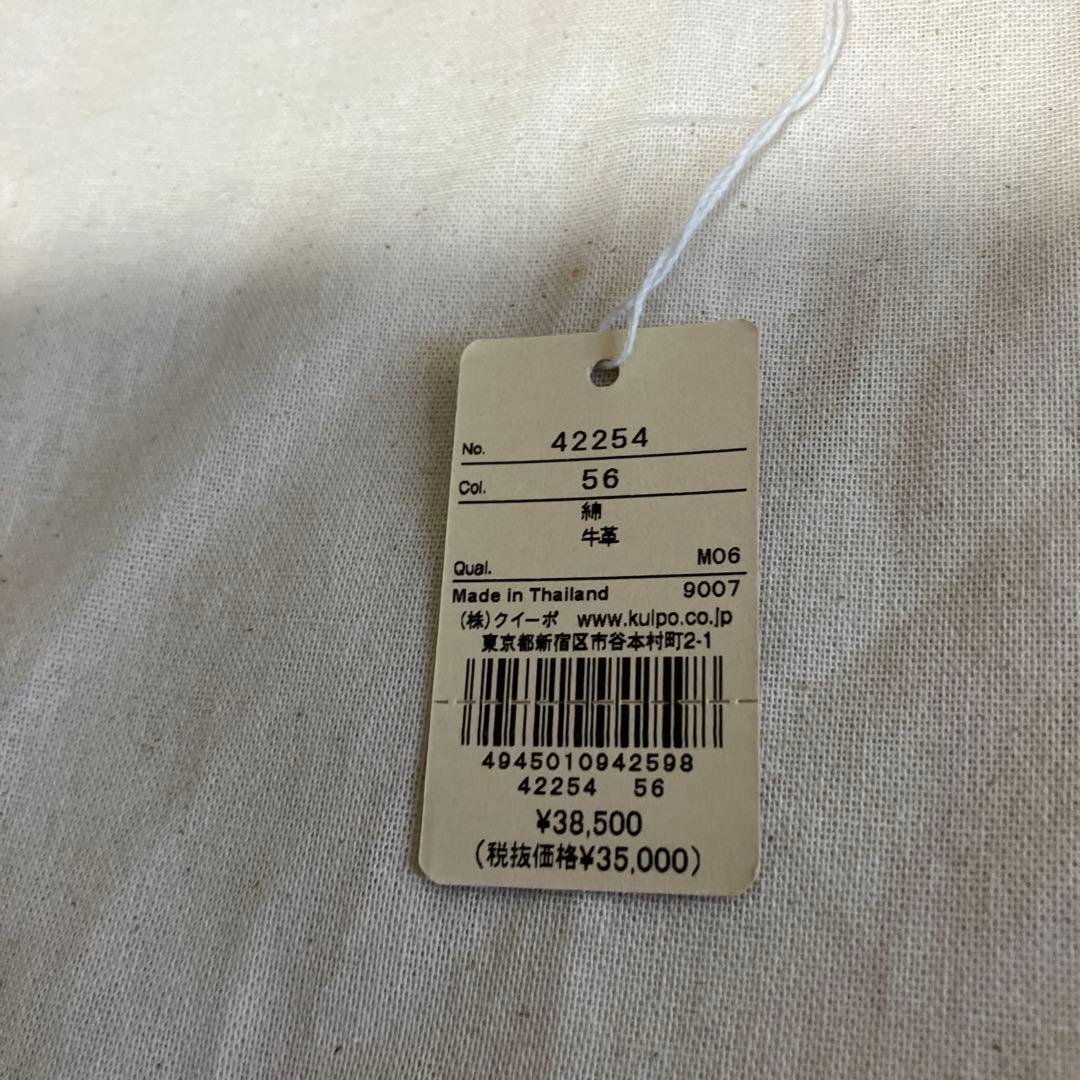 No. 42254
Col. 56
綿
牛革
Qual. M06
Made in Thailand 9007
(株)クイーポ www.kuipo.co.jp
東京都新宿区市谷本村町2-1
4945010942598
42254 56
¥38,500
(税抜価格¥35,000)